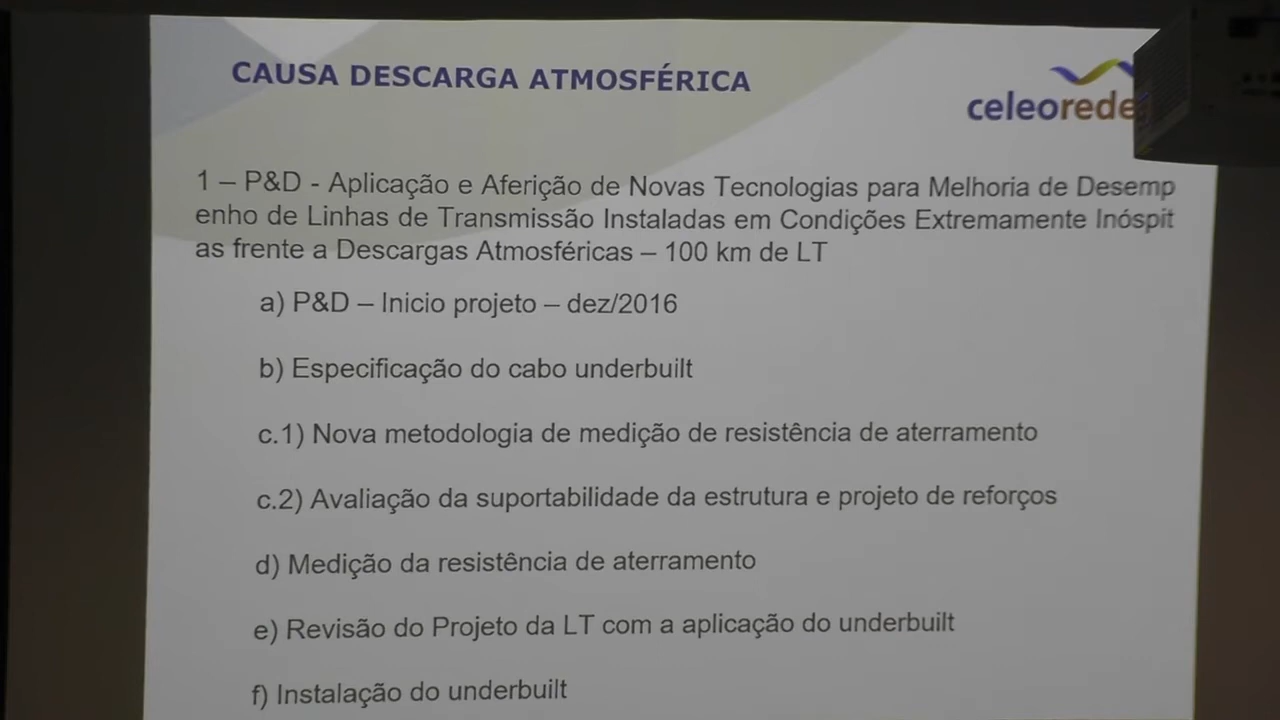 CAUSA DESCARGA ATMOSFÉRICA
celeorede
1 – P&D - Aplicação e Aferição de Novas Tecnologias para Melhoria de Desemp
enho de Linhas de Transmissão Instaladas em Condições Extremamente Inóspit
as frente a Descargas Atmosféricas – 100 km de LT
a) P&D – Inicio projeto – dez/2016
b) Especificação do cabo underbuilt
c.1) Nova metodologia de medição de resistência de aterramento
c.2) Avaliação da suportabilidade da estrutura e projeto de reforços
d) Medição da resistência de aterramento
e) Revisão do Projeto da LT com a aplicação do underbuilt
f) Instalação do underbuilt